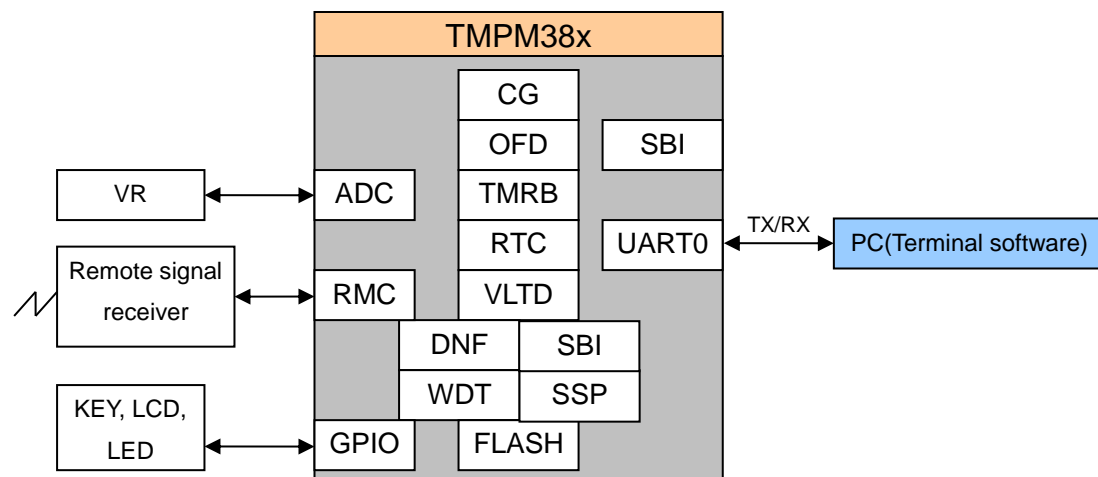 TMPM38x
CG
OFD
SBI
VR
ADC
TMRB
TX/RX
RTC
UART0
PC(Terminal software)
Remote signal
receiver
RMC
VLTD
DNF
SBI
WDT
SSP
KEY, LCD,
LED
GPIO
FLASH